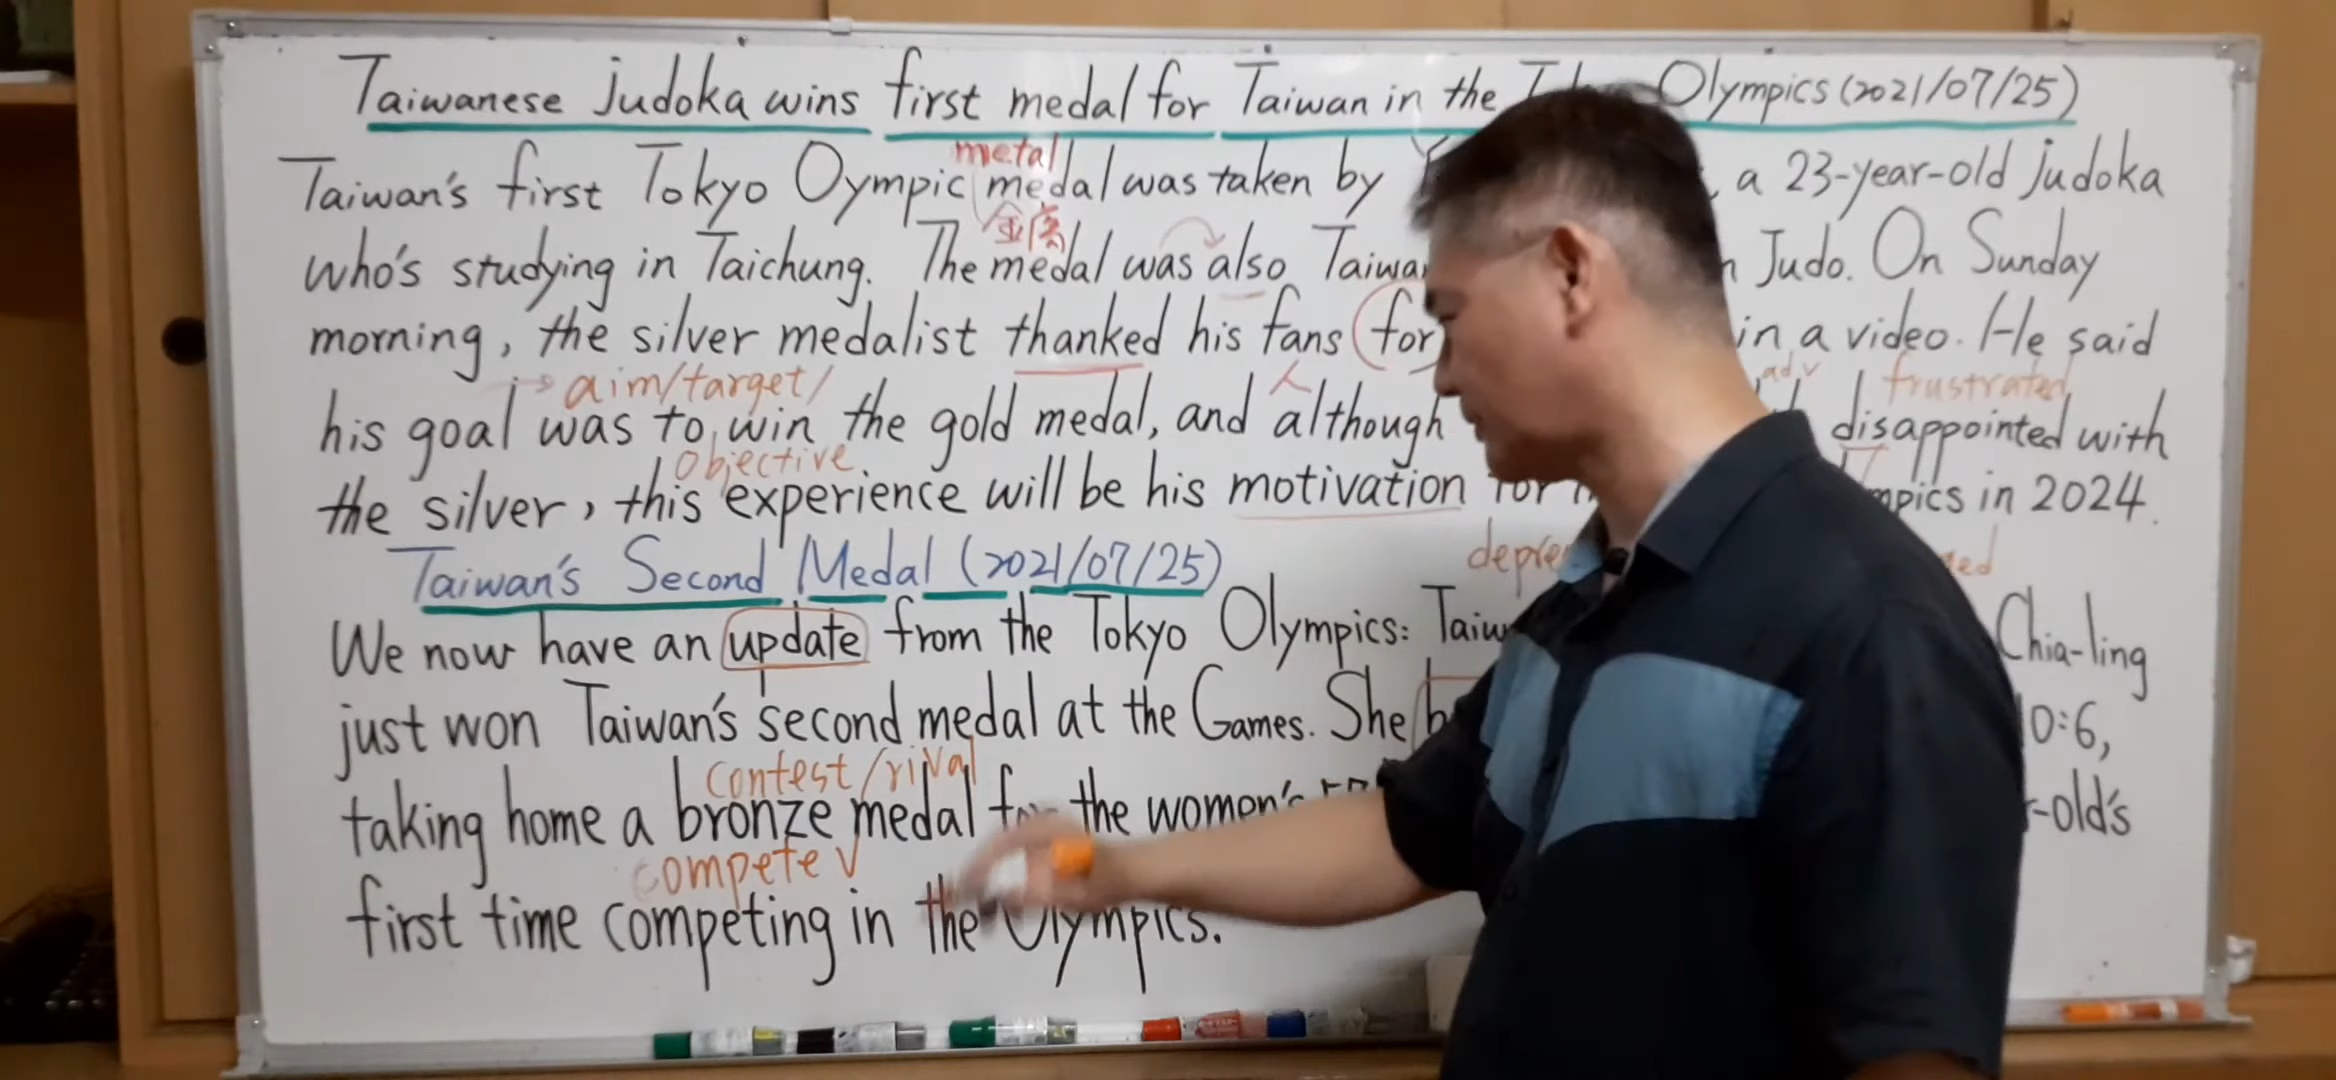 Taiwanese judoka wins first medal for Taiwan in the Olympics (2021/07/25)
metal
Taiwan's first Tokyo Oympic medal was taken by , a 23-year-old judoka
金屬
who's studying in Taichung. The medal was also Judo. On Sunday
morning, the silver medalist thanked his fans for in a video. He said
aim/target/ adv frustrated
his goal was to win the gold medal, and although disappointed with
objective
the silver, this experience will be his motivation in 2024.
Taiwan's Second Medal (2021/07/25)
We now have an update from the Tokyo Olympics: Chia-ling
just won Taiwan's second medal at the Games. She 10:6,
contest/rival
taking home a bronze medal the women's -old's
compete v
first time competing in the Olympics.